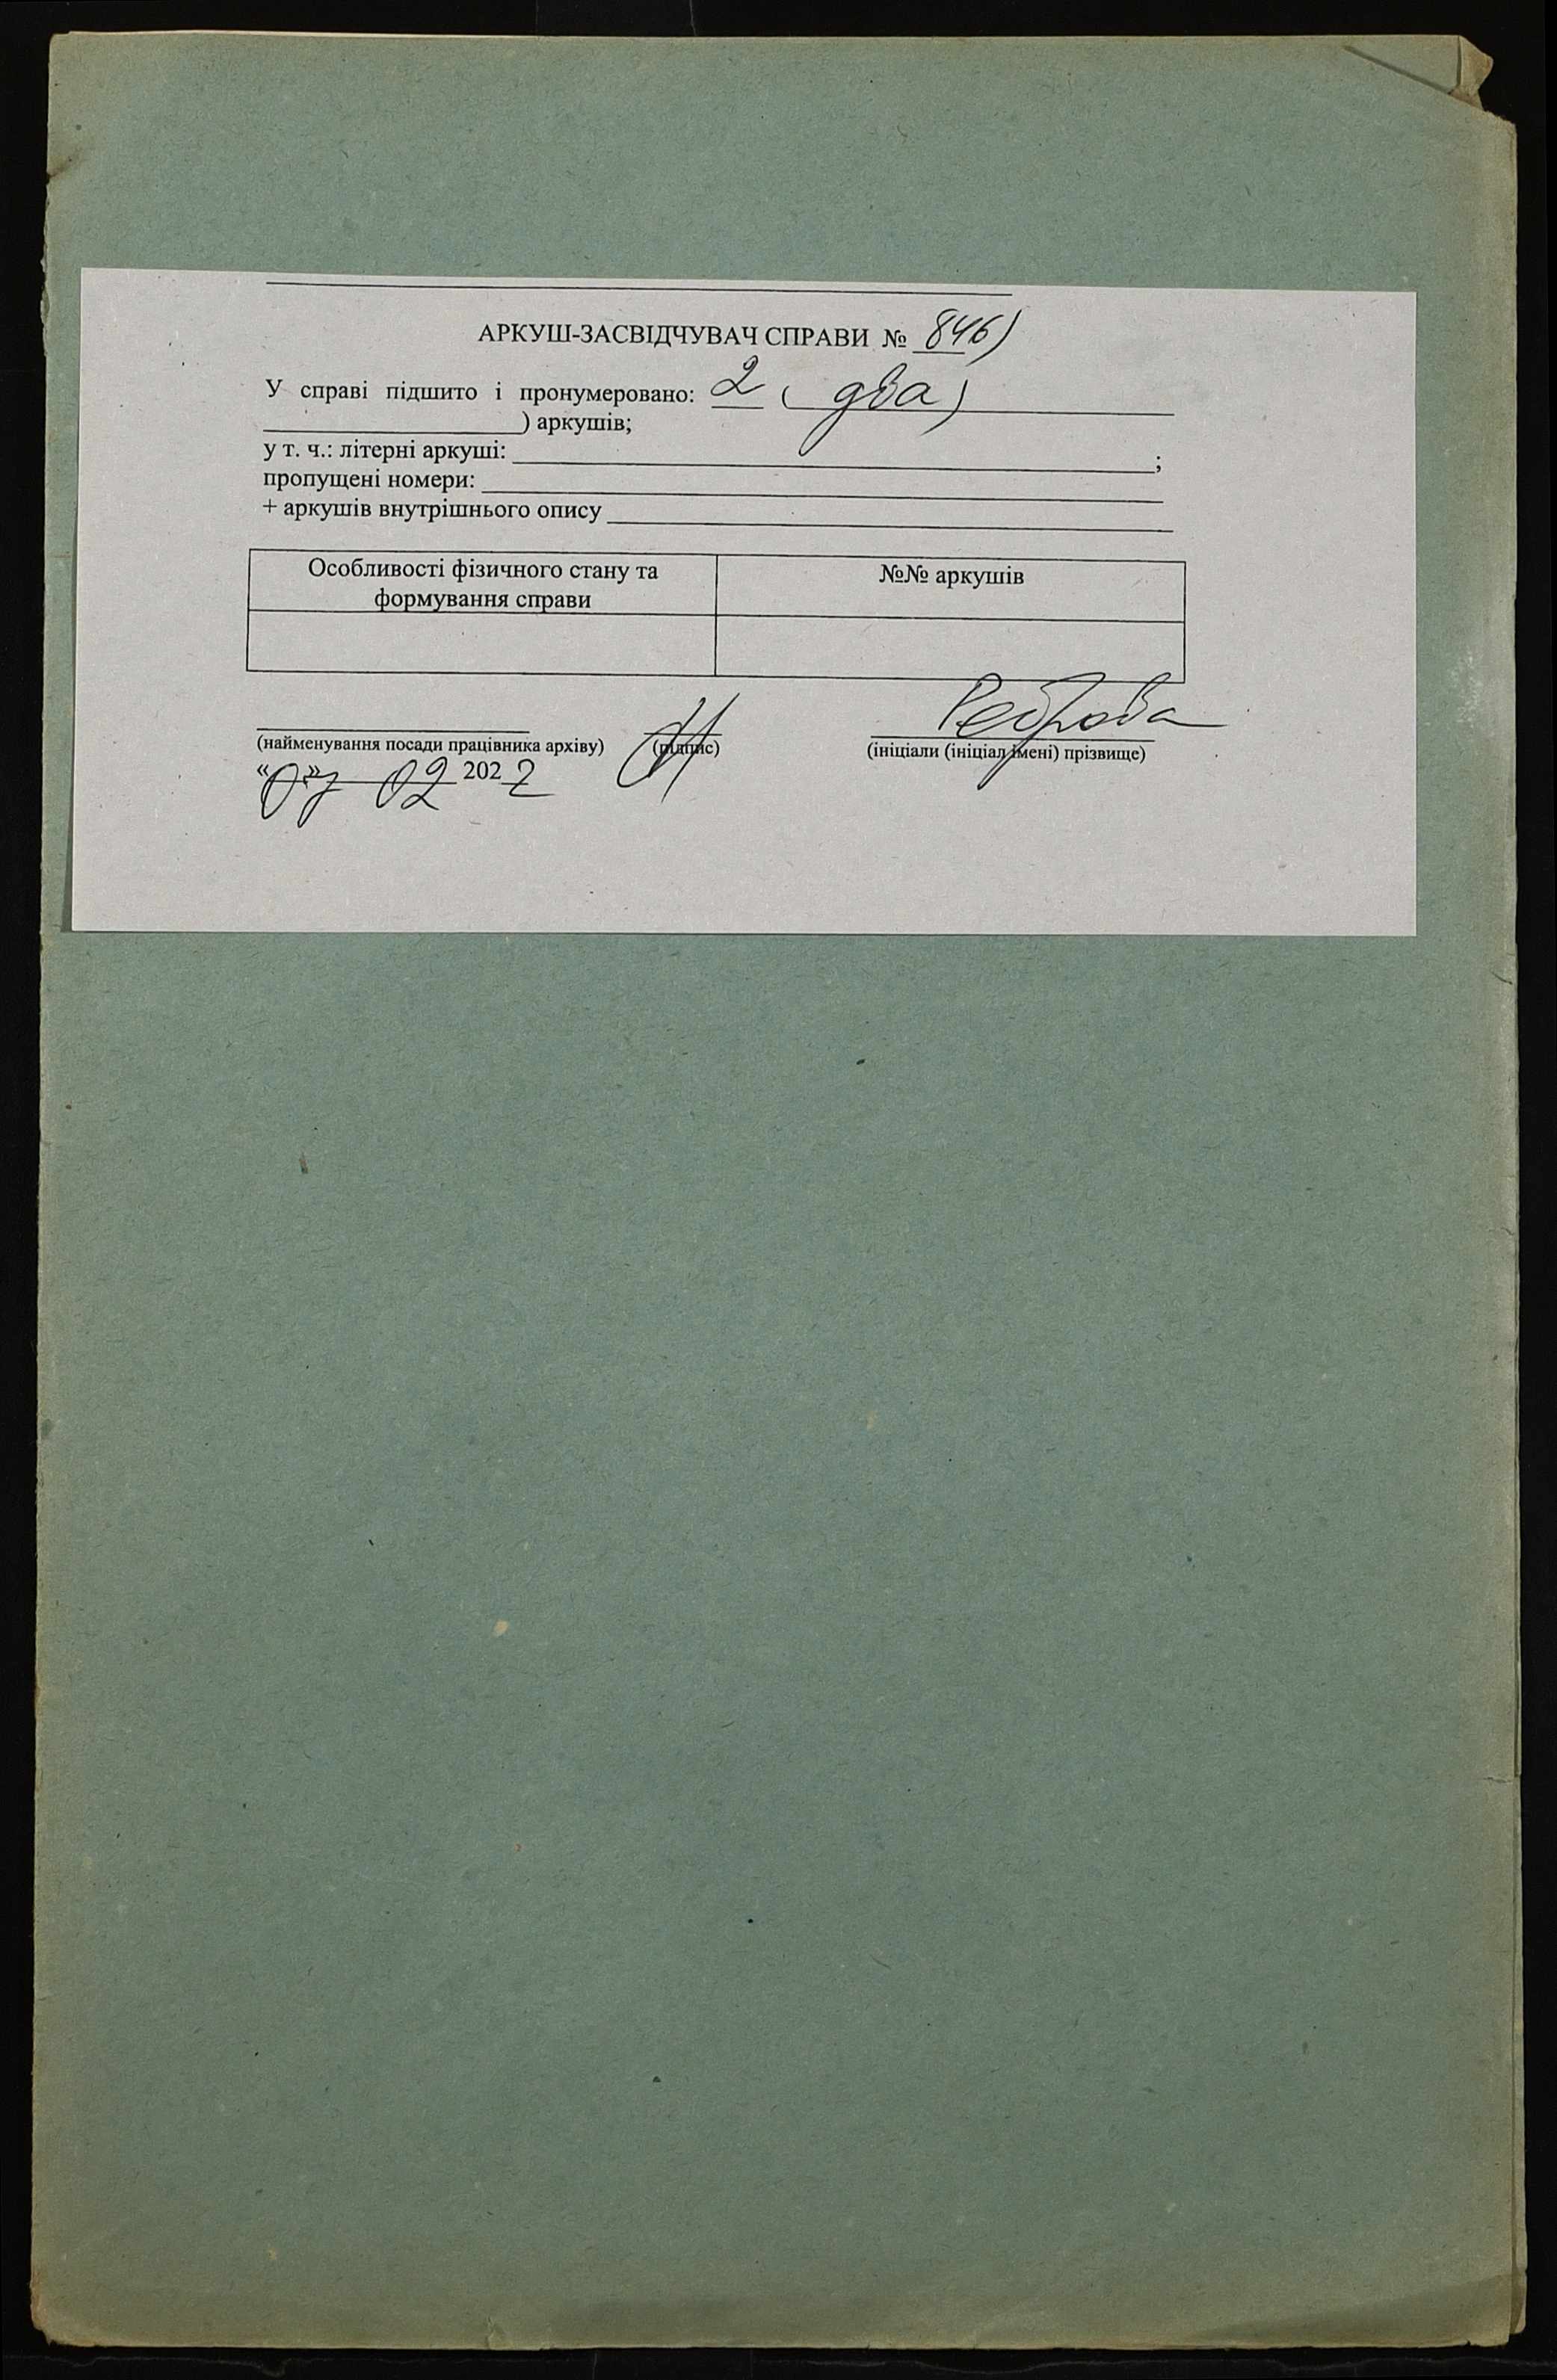 АРКУШ-ЗАСВІДЧУВАЧ СПРАВИ № 846)
У справі підшито і пронумеровано: 2 ( два)
) аркушів;
у т. ч.: літерні аркуші: ;
пропущені номери:
+ аркушів внутрішнього опису
Особливості фізичного стану та
формування справи
№№ аркушів
Реброва
(найменування посади працівника архіву) (підпис) (ініціали (ініціал імені) прізвище)
«07» 02 2022